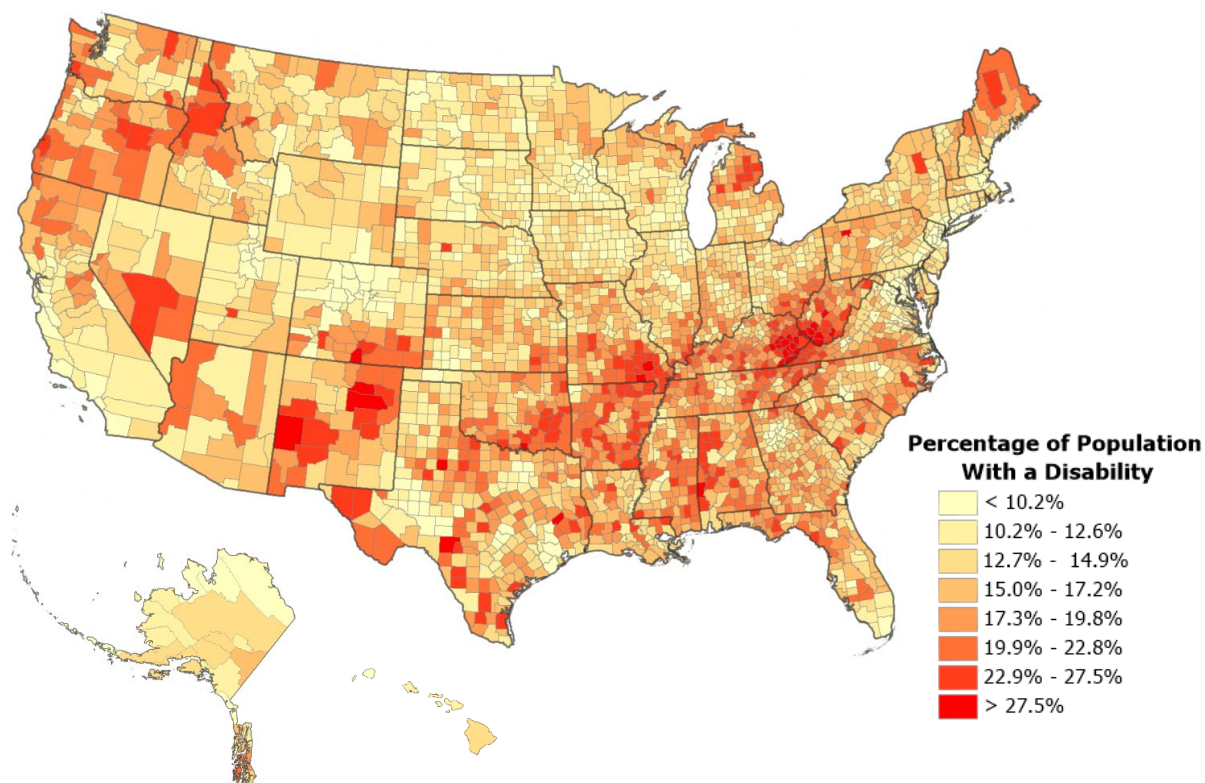 Percentage of Population
With a Disability
< 10.2%
10.2% - 12.6%
12.7% - 14.9%
15.0% - 17.2%
17.3% - 19.8%
19.9% - 22.8%
22.9% - 27.5%
> 27.5%